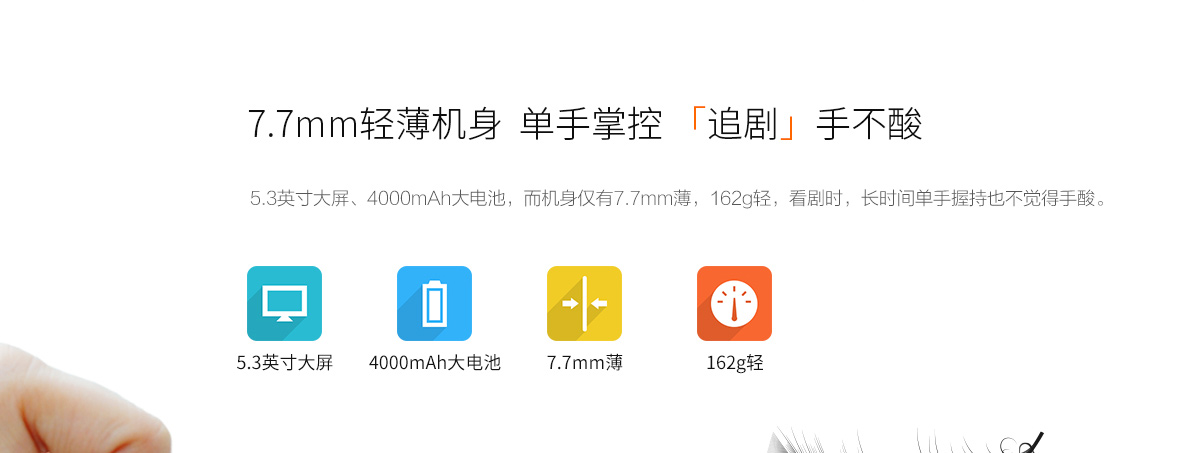 7.7mm轻薄机身 单手掌控「追剧」手不酸
5.3英寸大屏、4000mAh大电池，而机身仅有7.7mm薄，162g轻，看剧时，长时间单手握持也不觉得手酸。
5.3英寸大屏 4000mAh大电池 7.7mm薄 162g轻